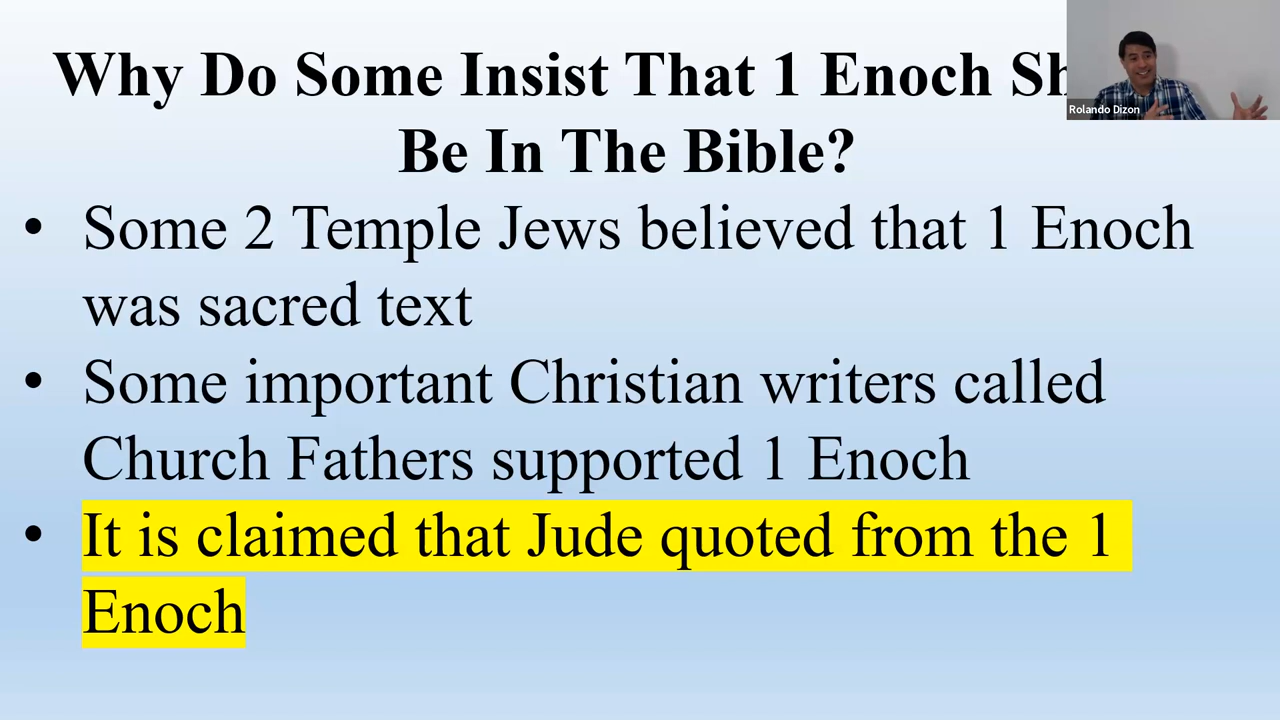 Why Do Some Insist That 1 Enoch
Be In The Bible?
• Some 2 Temple Jews believed that 1 Enoch
was sacred text
• Some important Christian writers called
Church Fathers supported 1 Enoch
• It is claimed that Jude quoted from the 1
Enoch
Rolando Dizon